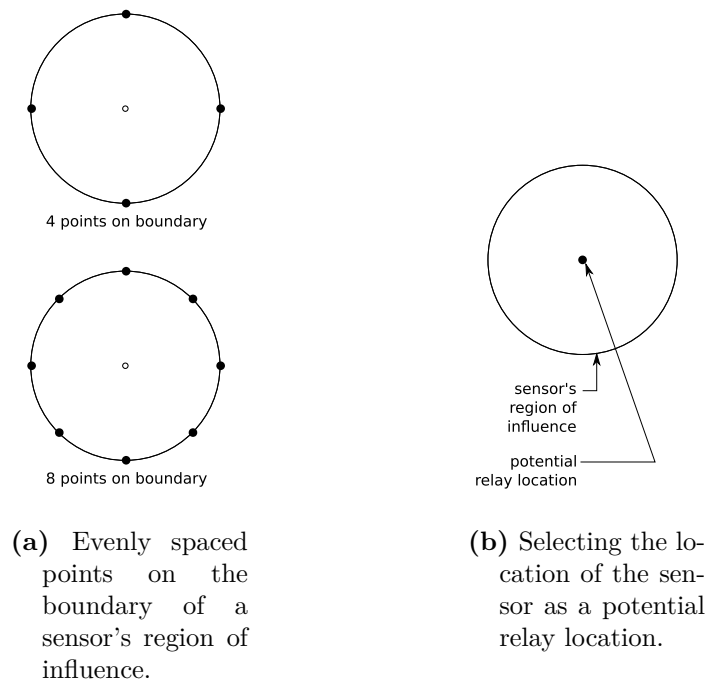 4 points on boundary
8 points on boundary
(a) Evenly spaced
points on the
boundary of a
sensor's region of
influence.
sensor's
region of
influence
potential
relay location
(b) Selecting the lo-
cation of the sen-
sor as a potential
relay location.